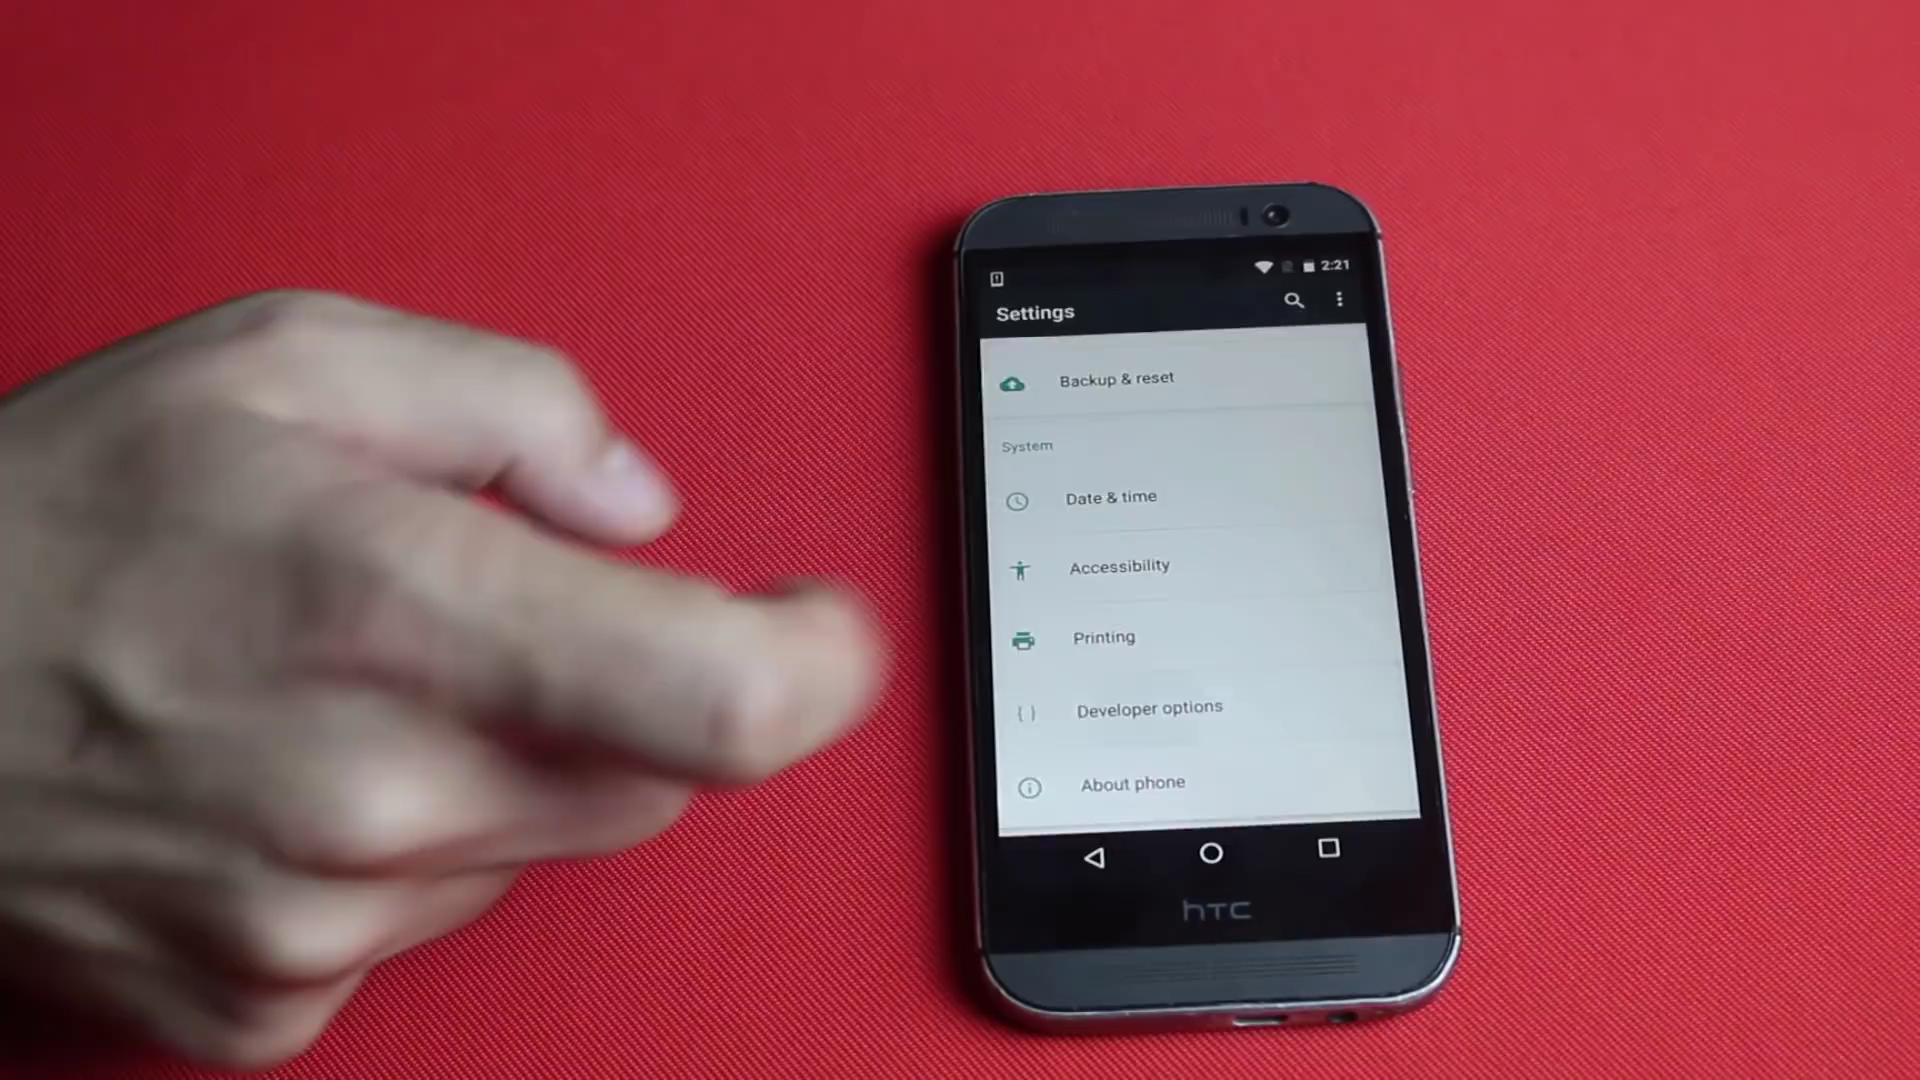 2:21
Settings
Backup & reset
System
Date & time
Accessibility
Printing
Developer options
About phone
hTC